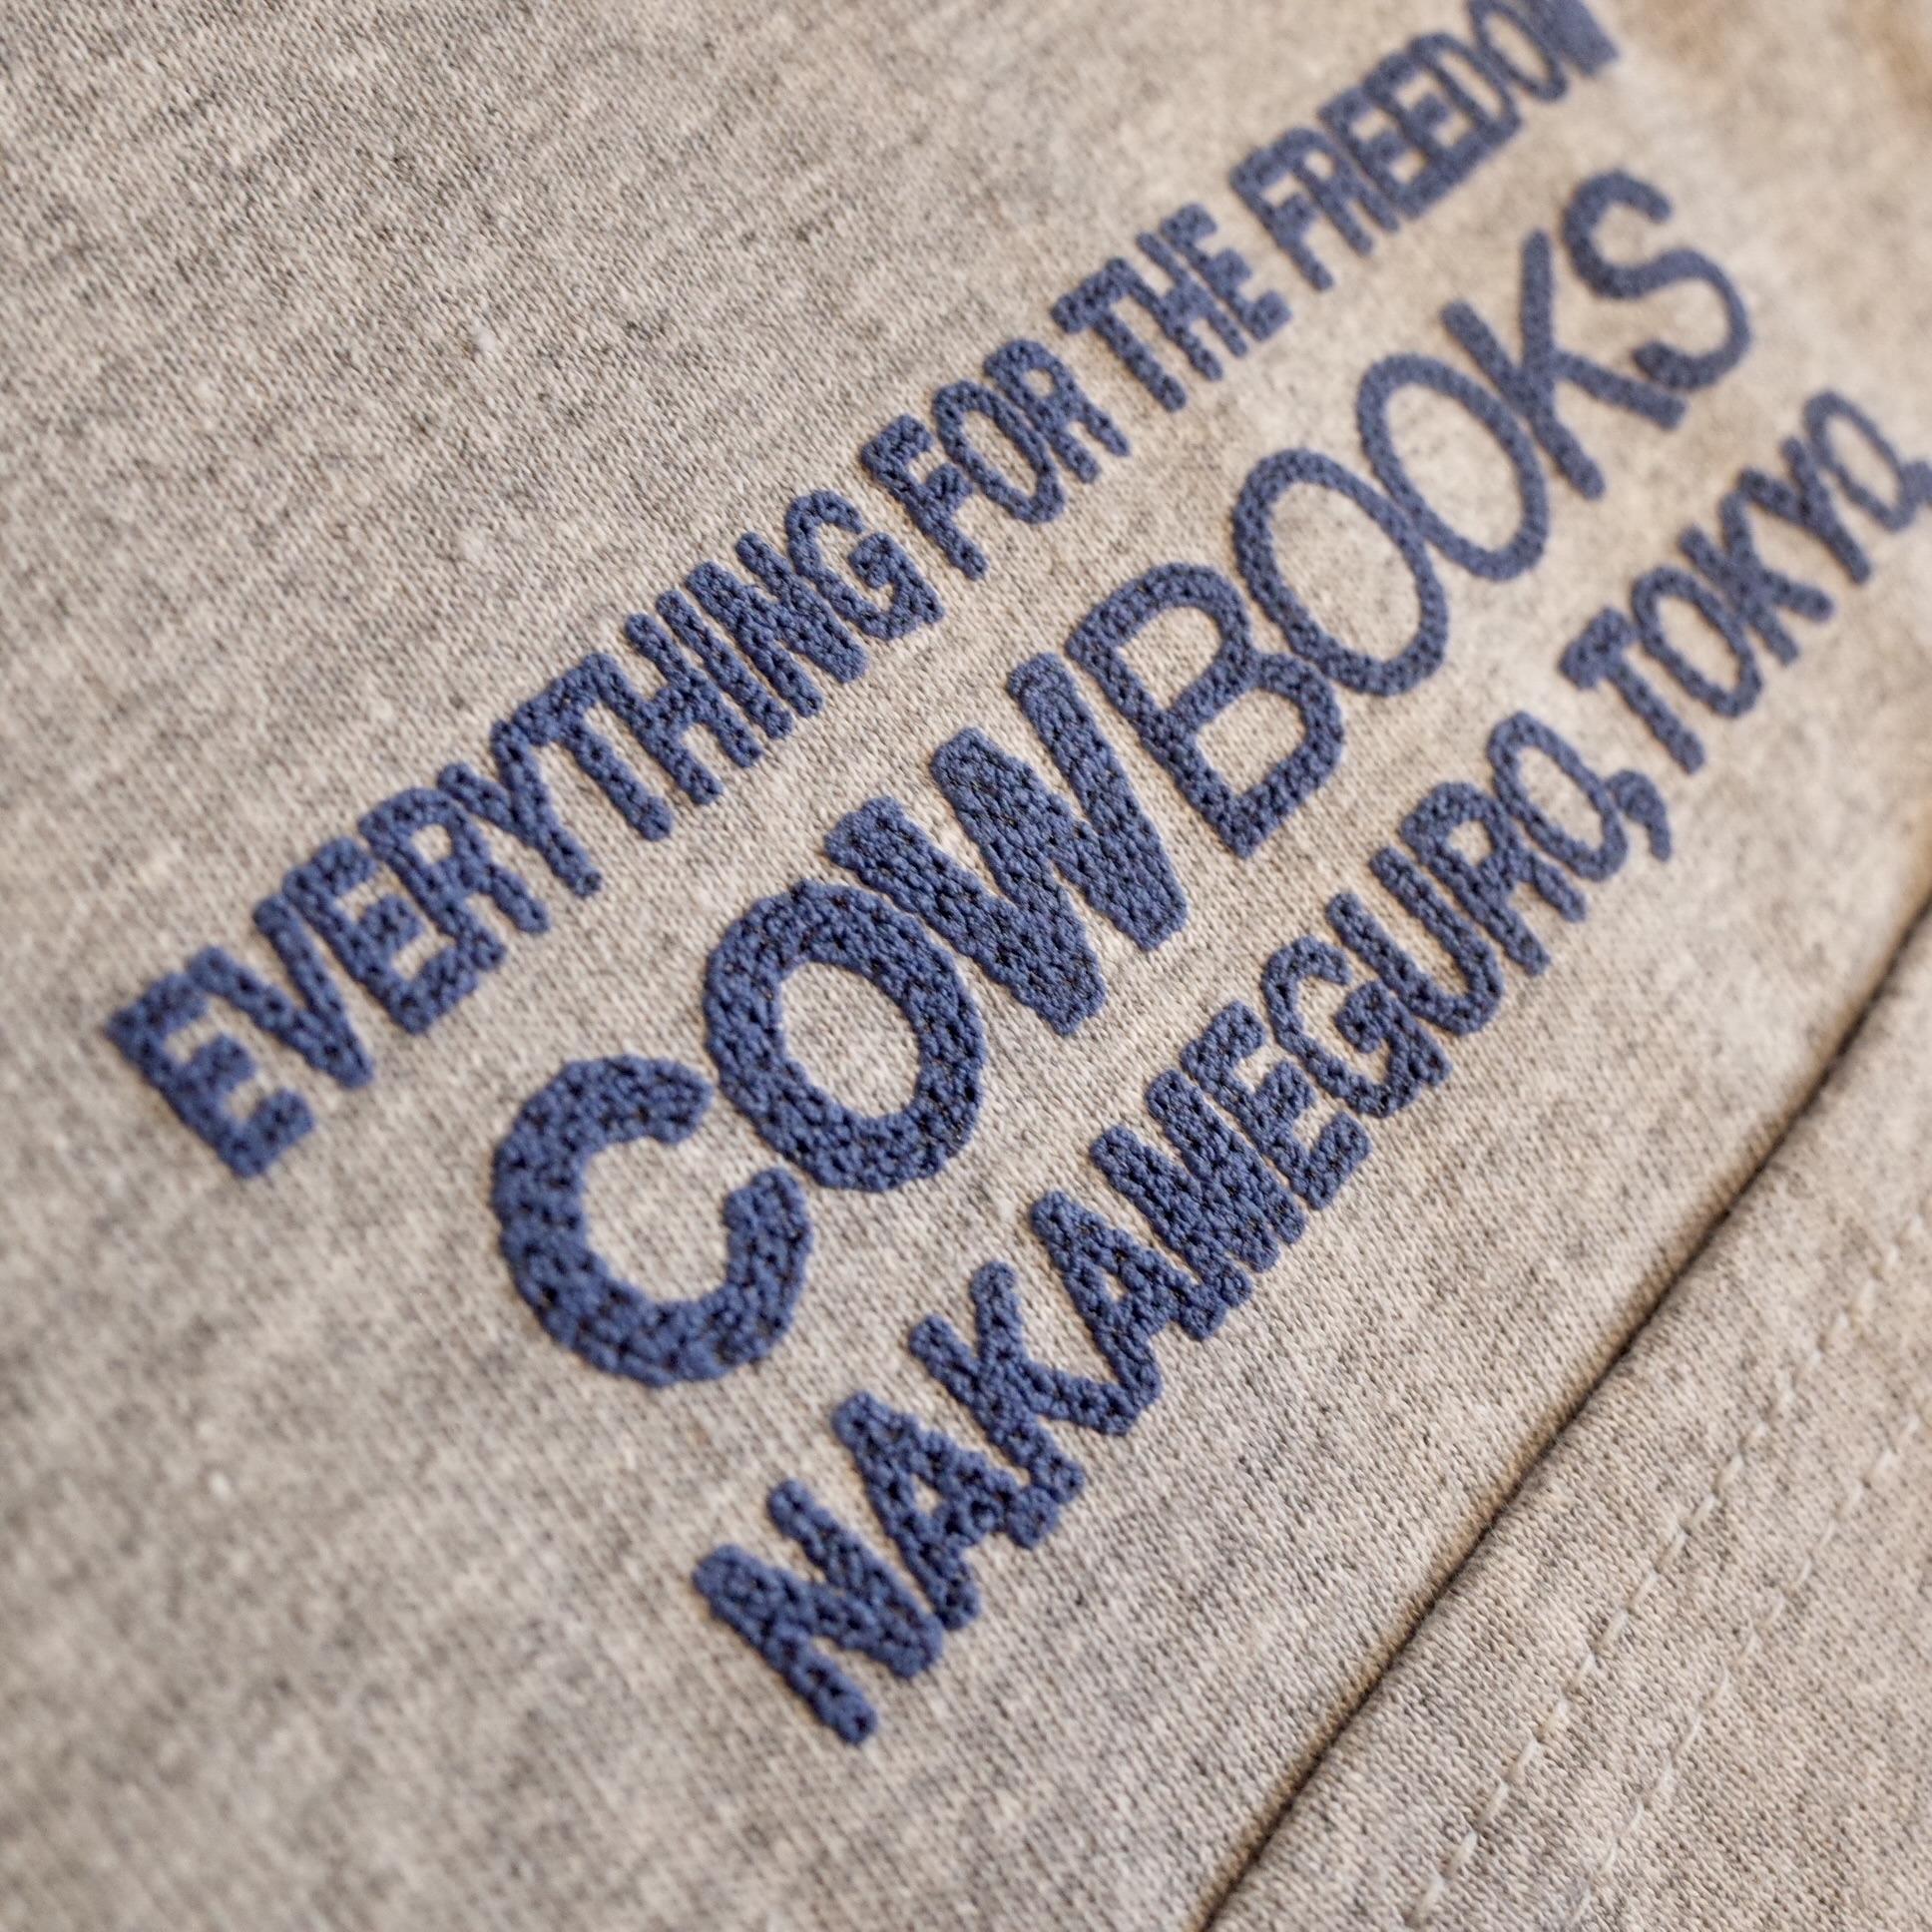 EVERYTHING FOR THE FREEDOM
COWBOOKS
NAKAMEGURO, TOKYO,